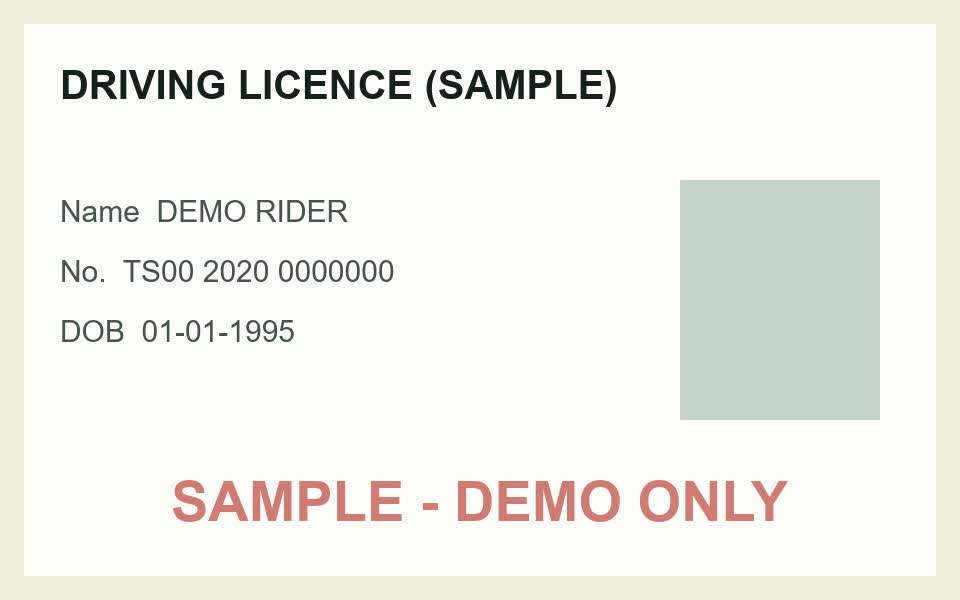 DRIVING LICENCE (SAMPLE)
Name DEMO RIDER
No. TS00 2020 0000000
DOB 01-01-1995
SAMPLE - DEMO ONLY